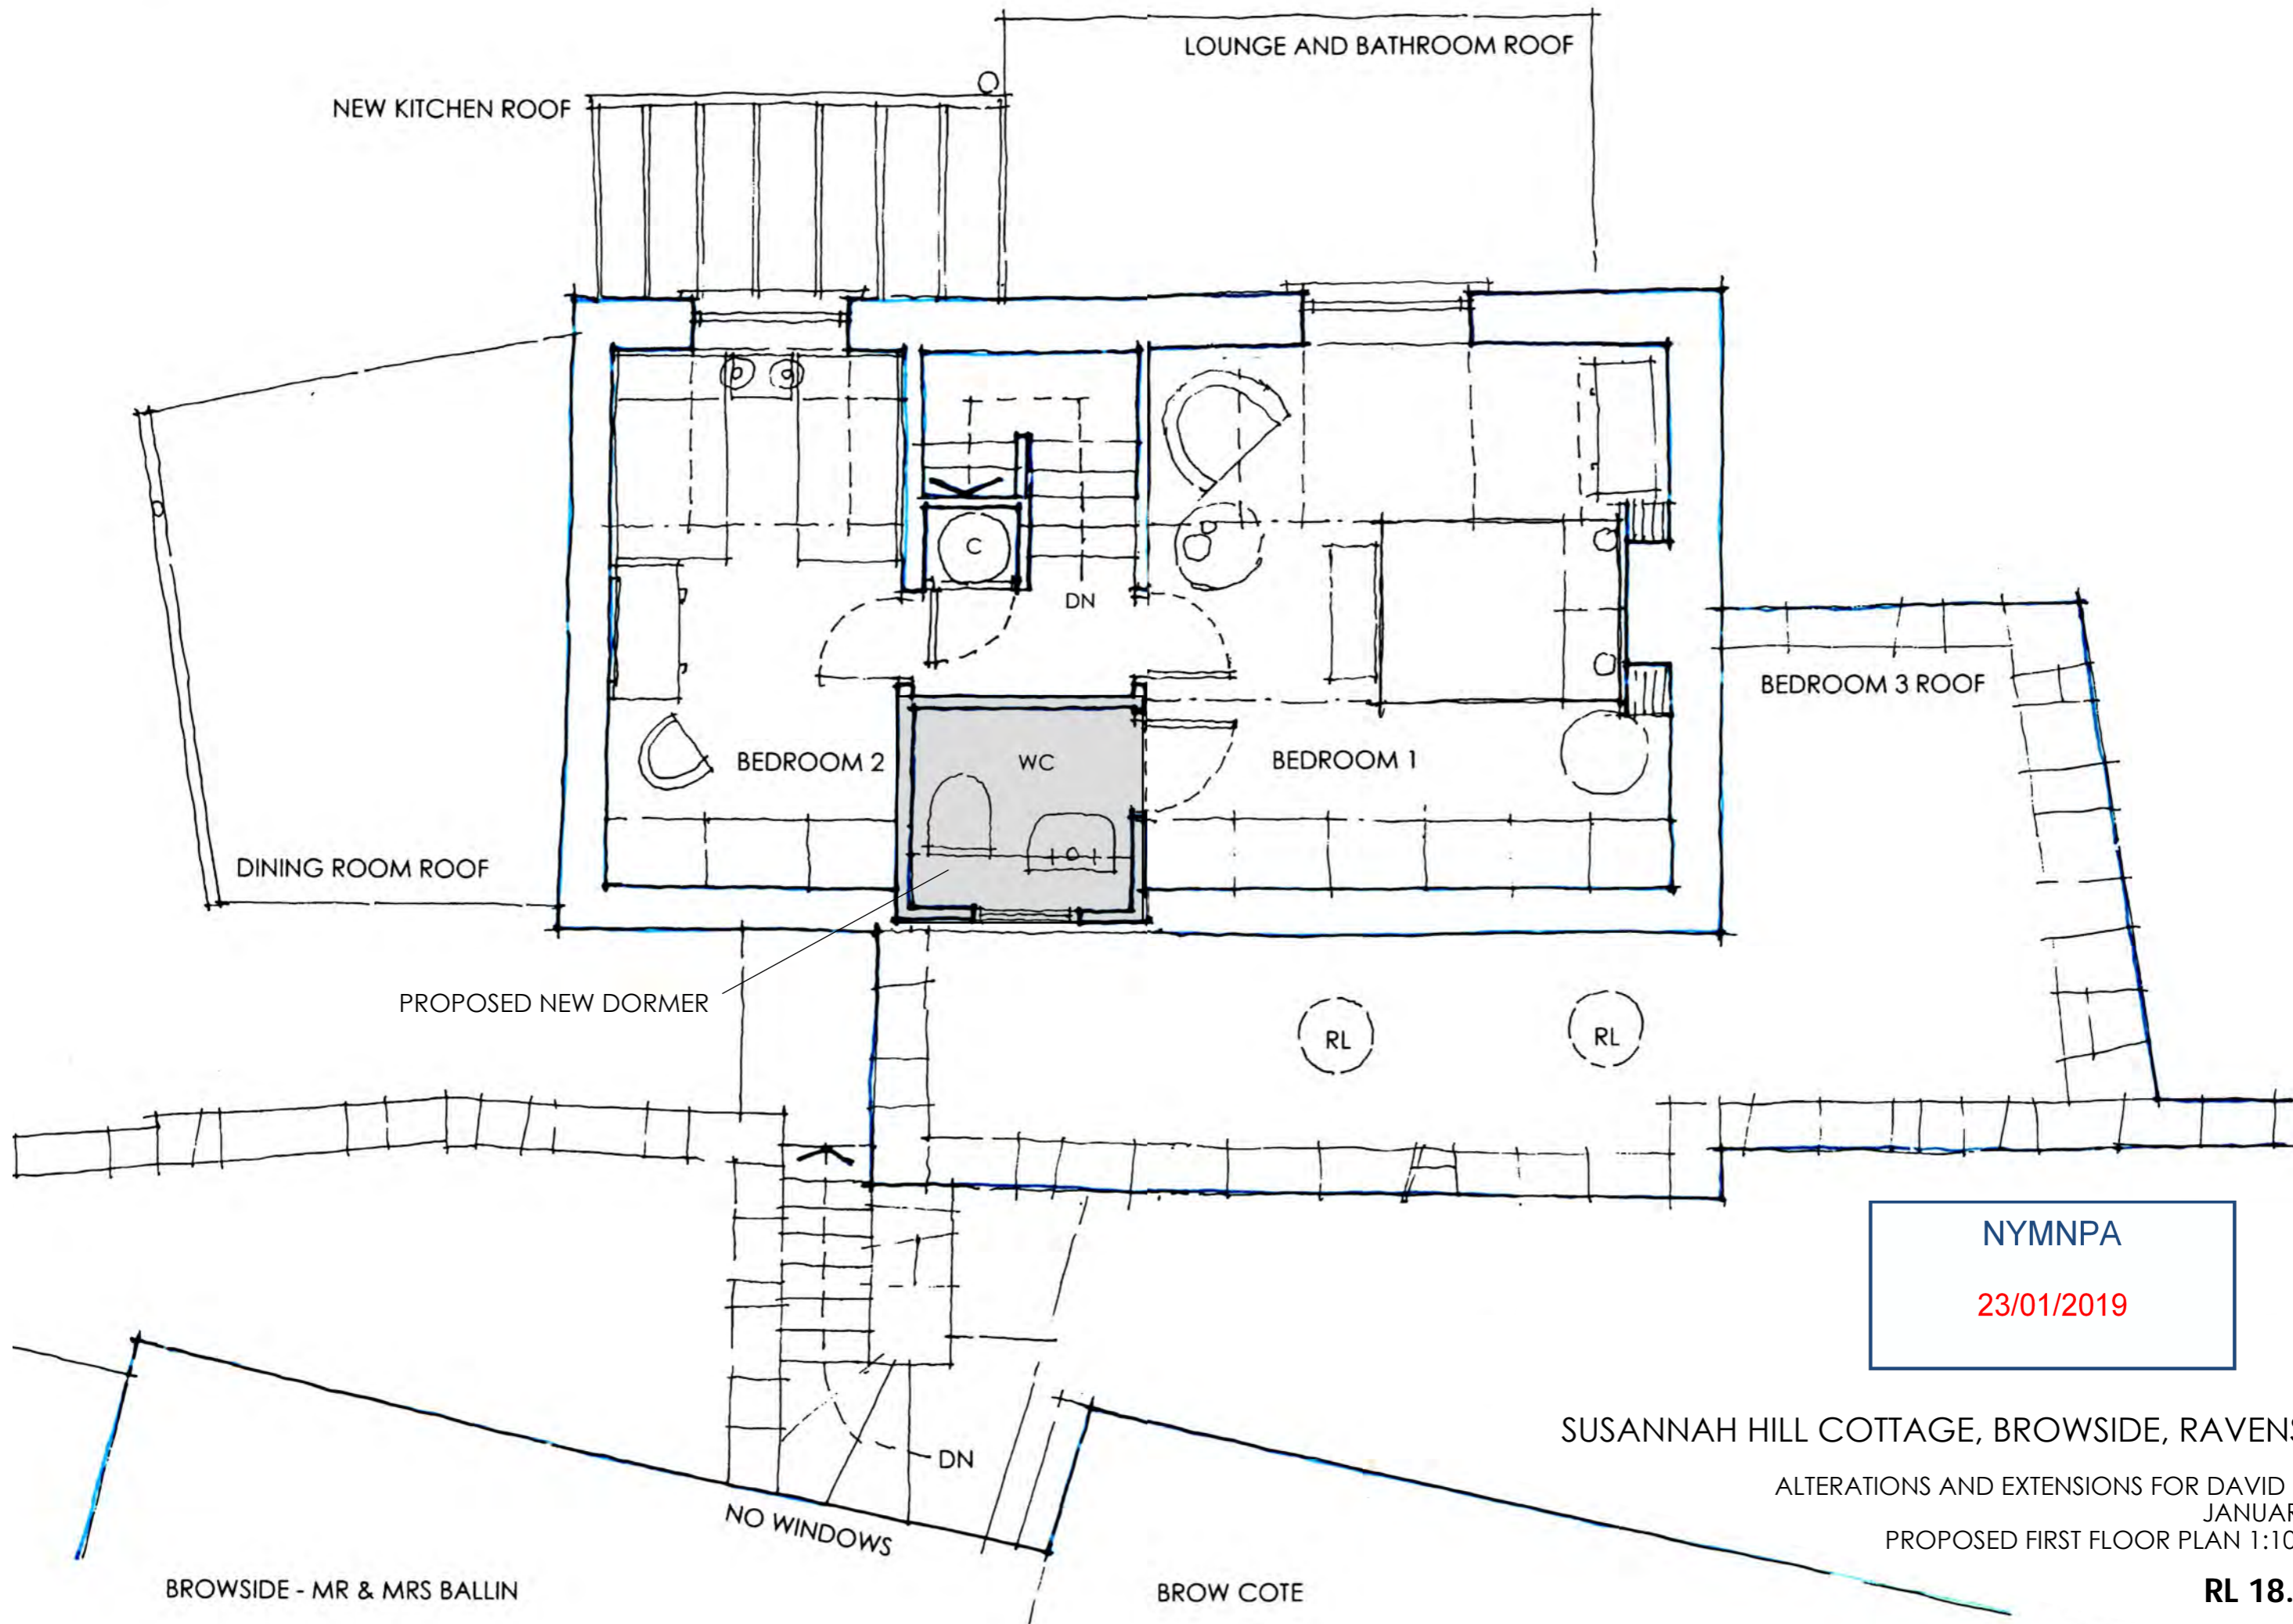 LOUNGE AND BATHROOM ROOF
NEW KITCHEN ROOF
C
DN
BEDROOM 3 ROOF
BEDROOM 2
WC
BEDROOM 1
DINING ROOM ROOF
PROPOSED NEW DORMER
RL
RL
NYMNPA
23/01/2019
SUSANNAH HILL COTTAGE, BROWSIDE, RAVENS
ALTERATIONS AND EXTENSIONS FOR DAVID
JANUAR
PROPOSED FIRST FLOOR PLAN 1:10
RL 18.
DN
NO WINDOWS
BROWSIDE - MR & MRS BALLIN
BROW COTE